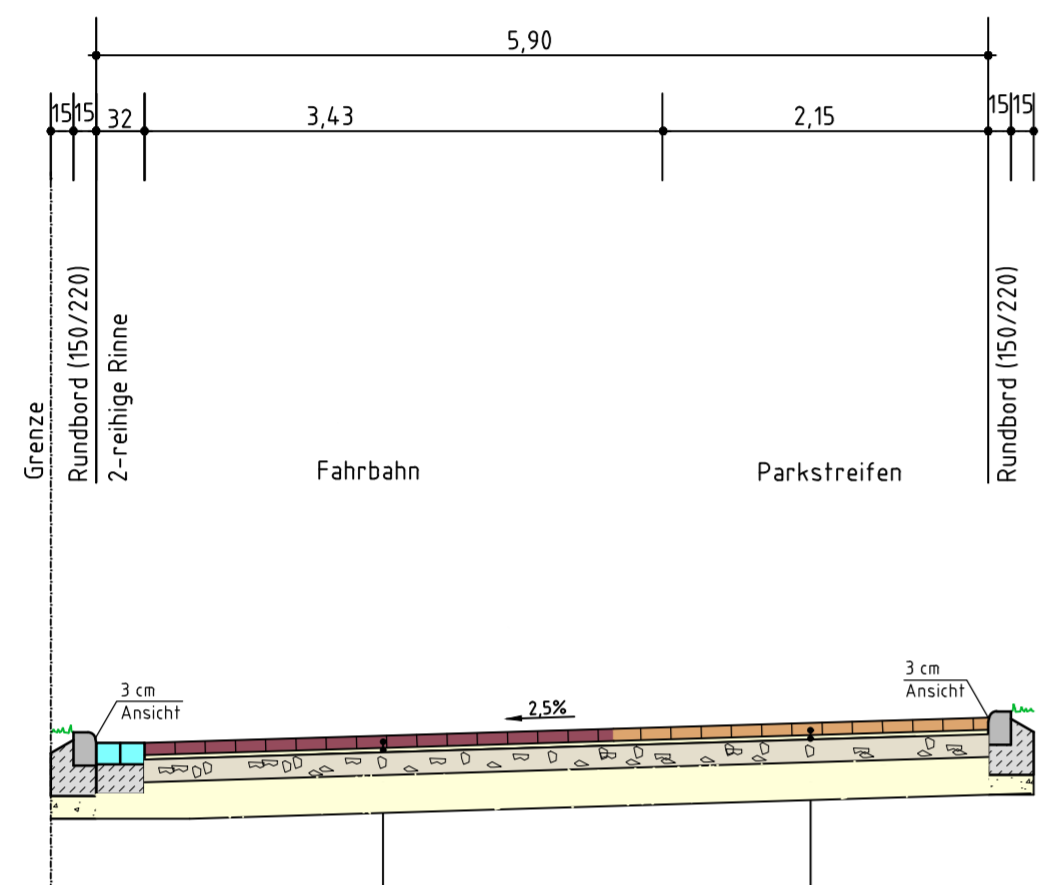 5,90
15 15 32 3,43 2,15 15 15
Grenze
Rundbord (150/220)
2-reihige Rinne
Fahrbahn
Parkstreifen
Rundbord (150/220)
3 cm
Ansicht
2,5%
3 cm
Ansicht